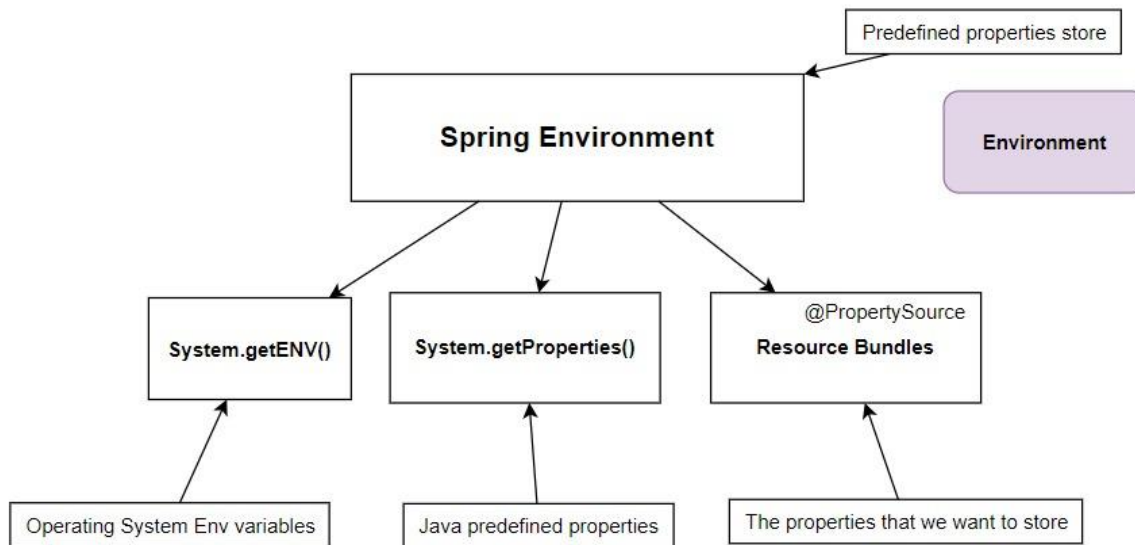 Predefined properties store
Spring Environment
Environment
@PropertySource
System.getENV()
System.getProperties()
Resource Bundles
Operating System Env variables
Java predefined properties
The properties that we want to store